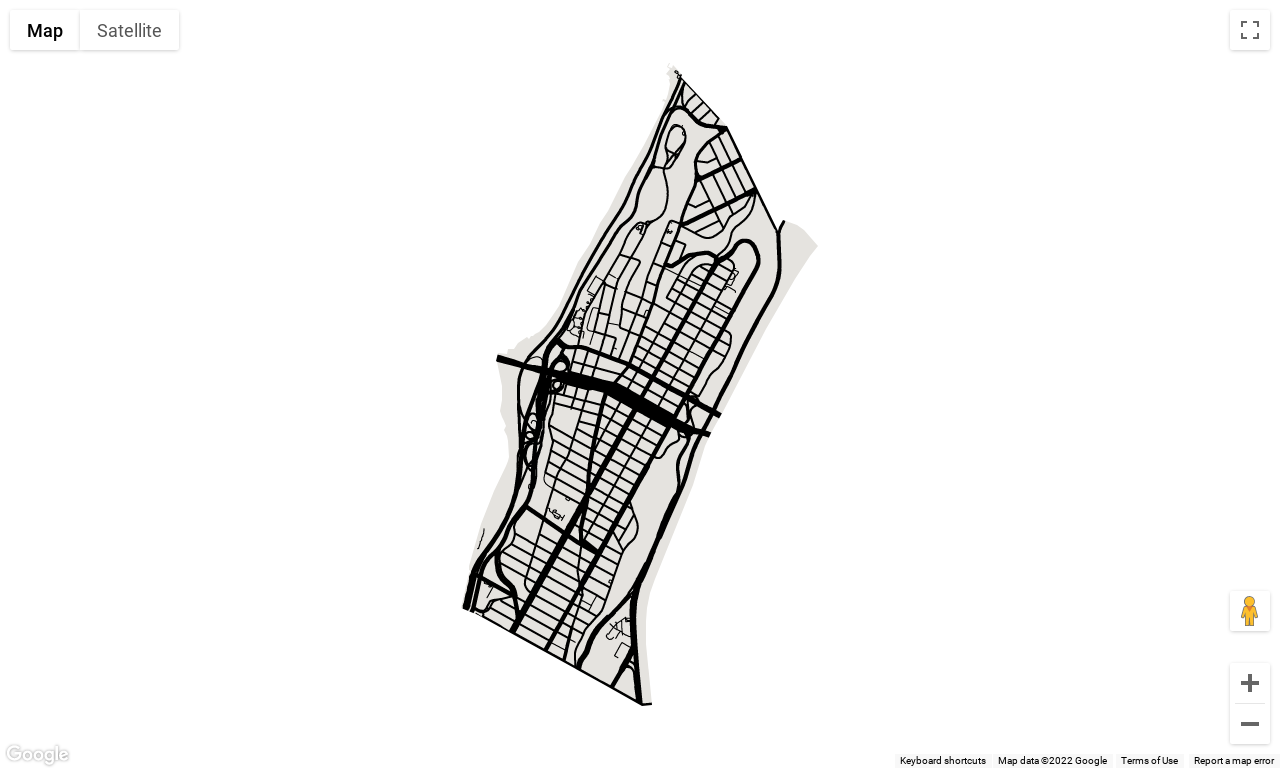 Map
Satellite
Google
Keyboard shortcuts
Map data ©2022 Google
Terms of Use
Report a map error